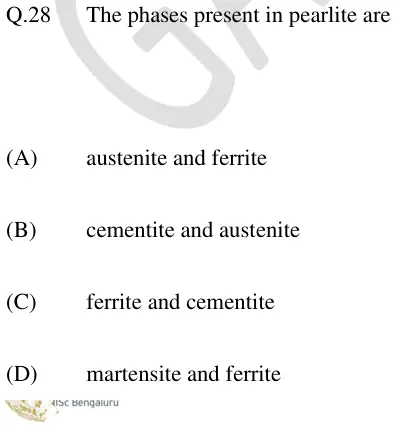 Q.28 The phases present in pearlite are
(A) austenite and ferrite
(B) cementite and austenite
(C) ferrite and cementite
(D) martensite and ferrite
IISc Bengaluru